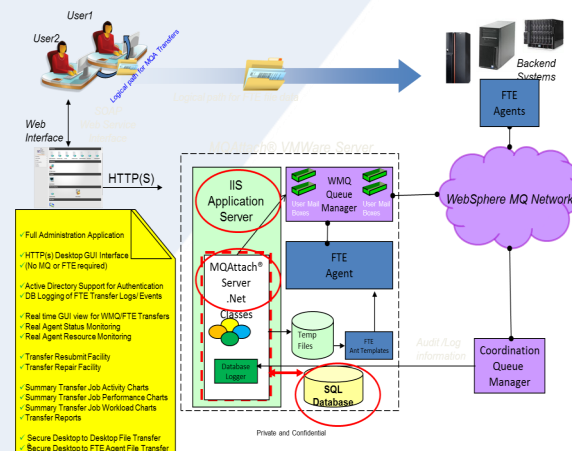 User1
User2
Logical path for MQA Transfers
Backend
Systems
FTE
Agents
Web
Interface
HTTP(S)
VMWare Server
IIS
Application
Server
WMQ
Queue
Manager
User Mail
Boxes
User Mail
Boxes
WebSphere MQ Network
MQAttach® Server
.Net
Classes
FTE
Agent
Temp
Files
FTE
Ant Templates
Database
Logger
SQL
Database
Audit /Log
information
Coordination
Queue
Manager
Private and Confidential
✓Full Administration Application
✓HTTP(s) Desktop GUI Interface
✓(No MQ or FTE required)
✓Active Directory Support for Authentication
✓DB Logging of FTE Transfer Logs/ Events
✓Real time GUI view for WMQ/FTE Transfers
✓Real Agent Status Monitoring
✓Real Agent Resource Monitoring
✓Transfer Resubmit Facility
✓Transfer Repair Facility
✓Summary Transfer Job Activity Charts
✓Summary Transfer Job Performance Charts
✓Summary Transfer Job Workload Charts
✓Transfer Reports
✓ Secure Desktop to Desktop File Transfer
✓ Secure Desktop to FTE Agent File Transfer